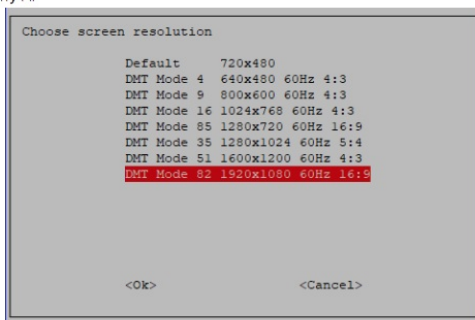 Choose screen resolution
Default 720x480
DMT Mode 4 640x480 60Hz 4:3
DMT Mode 9 800x600 60Hz 4:3
DMT Mode 16 1024x768 60Hz 4:3
DMT Mode 85 1280x720 60Hz 16:9
DMT Mode 35 1280x1024 60Hz 5:4
DMT Mode 51 1600x1200 60Hz 4:3
DMT Mode 82 1920x1080 60Hz 16:9
<Ok> <Cancel>